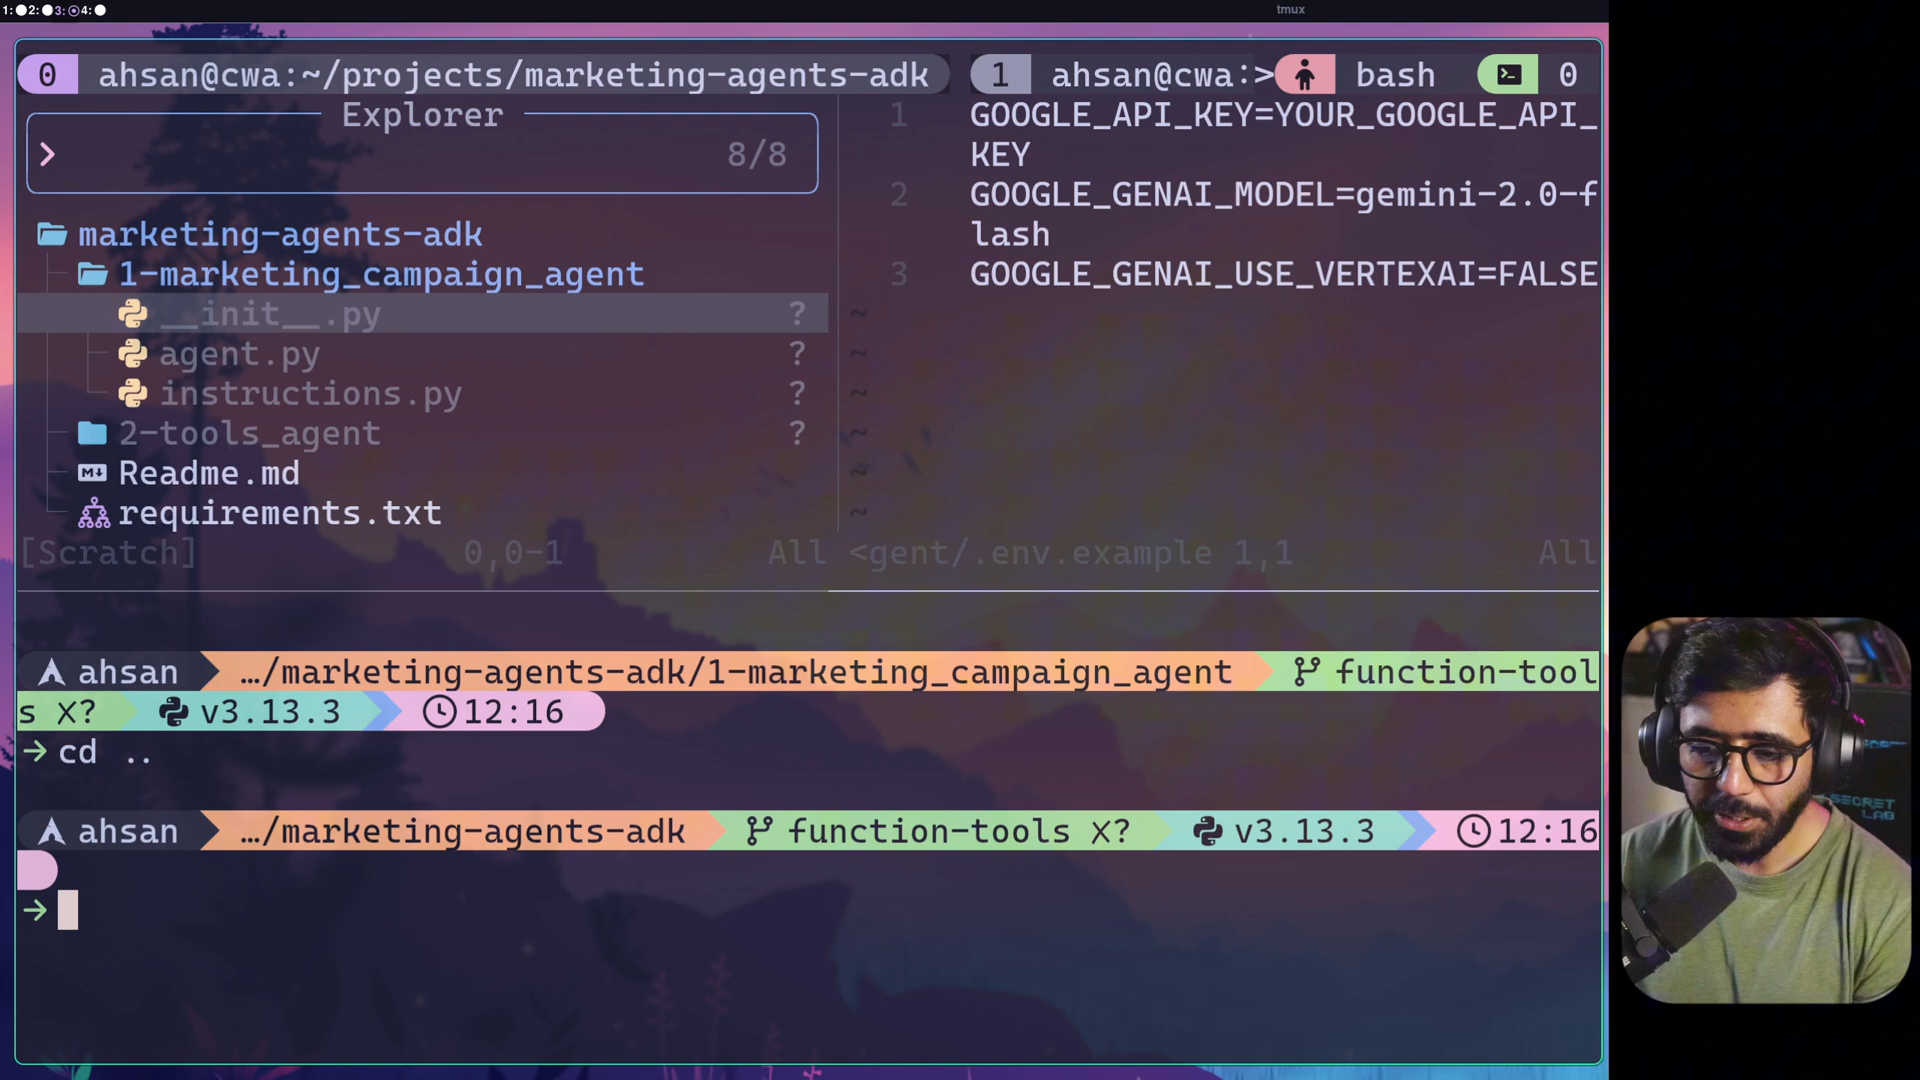 1: 2: 3: 4:
tmux
0 ahsan@cwa:~/projects/marketing-agents-adk 1 ahsan@cwa:> bash 0
Explorer
8/8
marketing-agents-adk
1-marketing_campaign_agent
__init__.py ?
agent.py ?
instructions.py ?
2-tools_agent ?
Readme.md
requirements.txt
[Scratch] 0,0-1 All
1 GOOGLE_API_KEY=YOUR_GOOGLE_API_
KEY
2 GOOGLE_GENAI_MODEL=gemini-2.0-f
lash
3 GOOGLE_GENAI_USE_VERTEXAI=FALSE
~
~
~
~
~
~
<gent/.env.example 1,1 All
ahsan …/marketing-agents-adk/1-marketing_campaign_agent function-tool
s X? v3.13.3 12:16
→ cd ..
ahsan …/marketing-agents-adk function-tools X? v3.13.3 12:16
→
SECRET
LAB